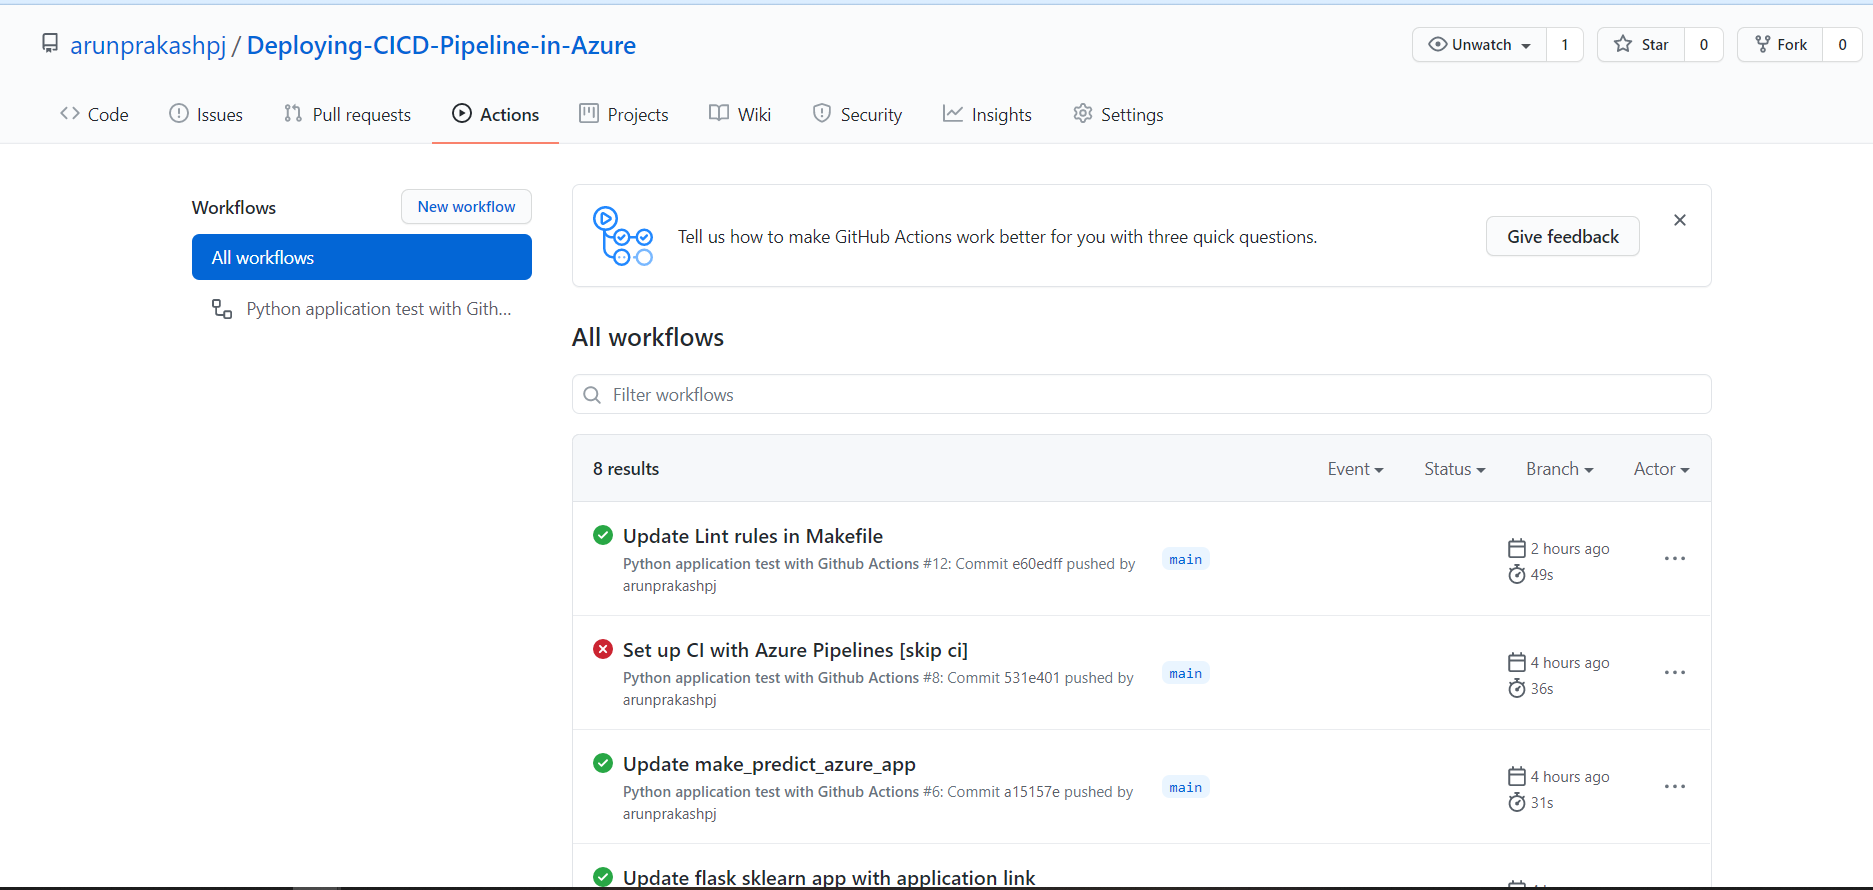 arunprakashpj / Deploying-CICD-Pipeline-in-Azure
Unwatch 1 Star 0 Fork 0
Code Issues Pull requests Actions Projects Wiki Security Insights Settings
Workflows New workflow
All workflows
Python application test with Gith...
Tell us how to make GitHub Actions work better for you with three quick questions. Give feedback
All workflows
Filter workflows
8 results Event Status Branch Actor
Update Lint rules in Makefile
Python application test with Github Actions #12: Commit e60edff pushed by
arunprakashpj
main
2 hours ago
49s
Set up CI with Azure Pipelines [skip ci]
Python application test with Github Actions #8: Commit 531e401 pushed by
arunprakashpj
main
4 hours ago
36s
Update make_predict_azure_app
Python application test with Github Actions #6: Commit a15157e pushed by
arunprakashpj
main
4 hours ago
31s
Update flask sklearn app with application link